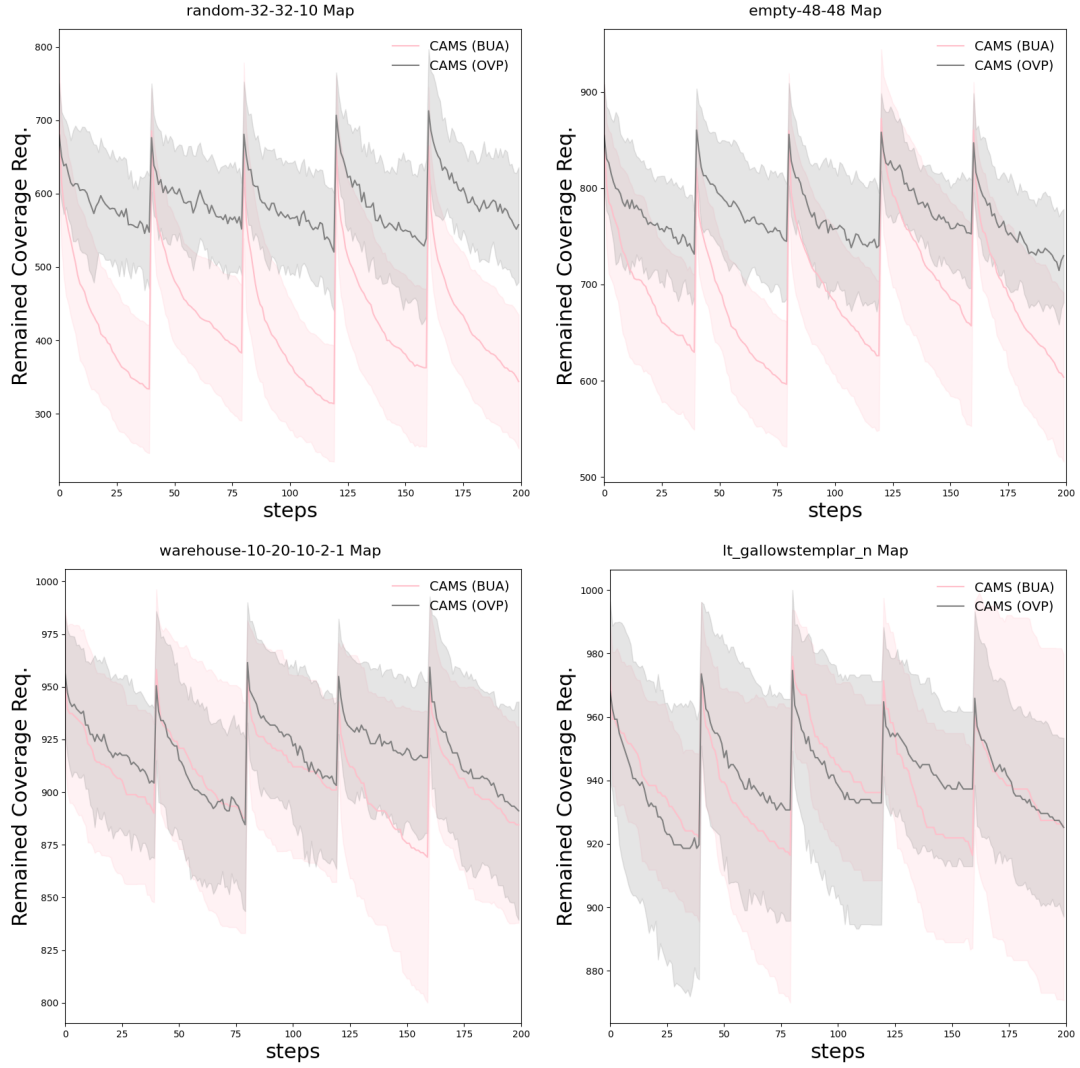 random-32-32-10 Map
CAMS (BUA)
CAMS (OVP)
Remained Coverage Req.
800
700
600
500
400
300
0 25 50 75 100 125 150 175 200
steps
empty-48-48 Map
CAMS (BUA)
CAMS (OVP)
Remained Coverage Req.
900
800
700
600
500
0 25 50 75 100 125 150 175 200
steps
warehouse-10-20-10-2-1 Map
CAMS (BUA)
CAMS (OVP)
Remained Coverage Req.
1000
975
950
925
900
875
850
825
800
0 25 50 75 100 125 150 175 200
steps
lt_gallowstemplar_n Map
CAMS (BUA)
CAMS (OVP)
Remained Coverage Req.
1000
980
960
940
920
900
880
0 25 50 75 100 125 150 175 200
steps